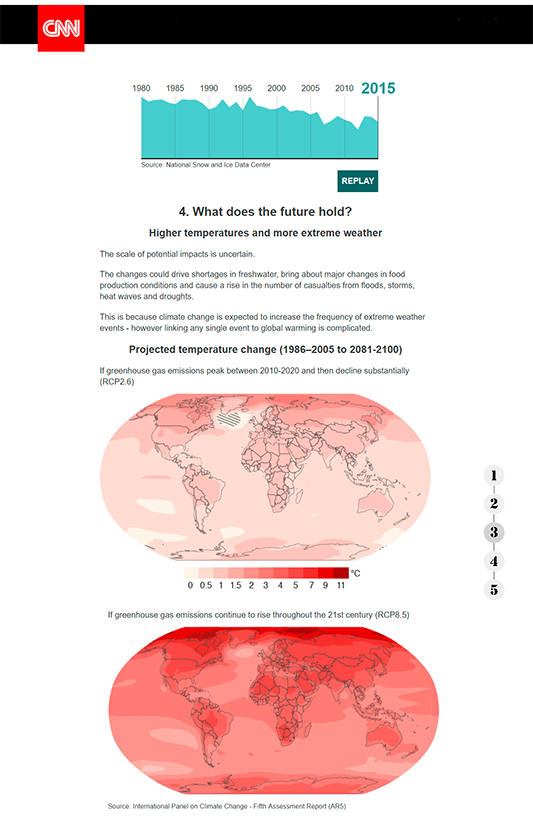 CNN
1980 1985 1990 1995 2000 2005 2010 2015
Source: National Snow and Ice Data Center
REPLAY
4. What does the future hold?
Higher temperatures and more extreme weather
The scale of potential impacts is uncertain.
The changes could drive shortages in freshwater, bring about major changes in food
production conditions and cause a rise in the number of casualties from floods, storms,
heat waves and droughts.
This is because climate change is expected to increase the frequency of extreme weather
events - however linking any single event to global warming is complicated.
Projected temperature change (1986–2005 to 2081-2100)
If greenhouse gas emissions peak between 2010-2020 and then decline substantially
(RCP2.6)
°C
0 0.5 1 1.5 2 3 4 5 7 9 11
1
2
3
4
5
If greenhouse gas emissions continue to rise throughout the 21st century (RCP8.5)
Source: International Panel on Climate Change - Fifth Assessment Report (AR5)